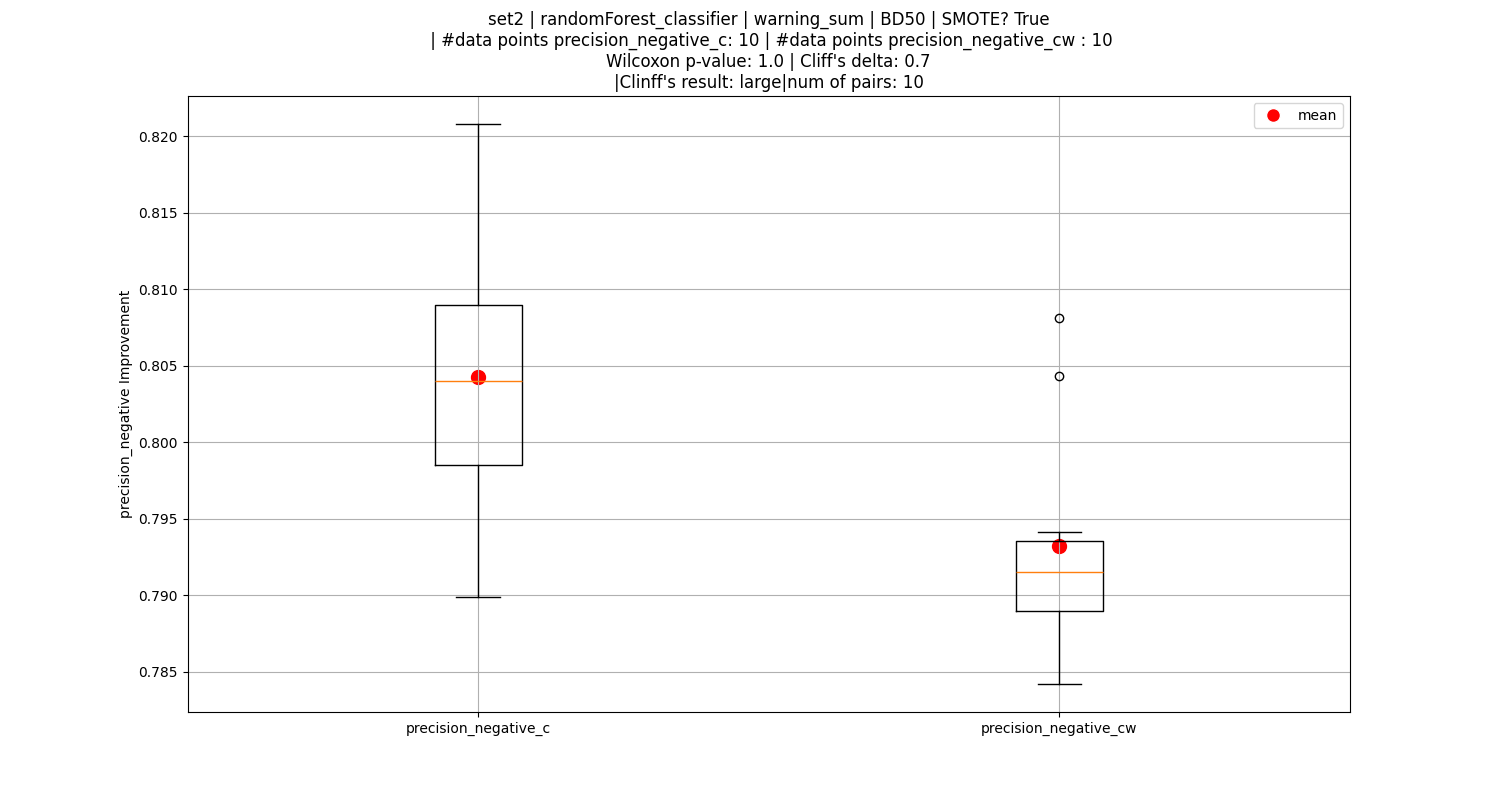 set2 | randomForest_classifier | warning_sum | BD50 | SMOTE? True
| #data points precision_negative_c: 10 | #data points precision_negative_cw : 10
Wilcoxon p-value: 1.0 | Cliff's delta: 0.7
|Clinff's result: large|num of pairs: 10
mean
0.820
0.815
0.810
0.805
0.800
0.795
0.790
0.785
precision_negative Improvement
precision_negative_c
precision_negative_cw